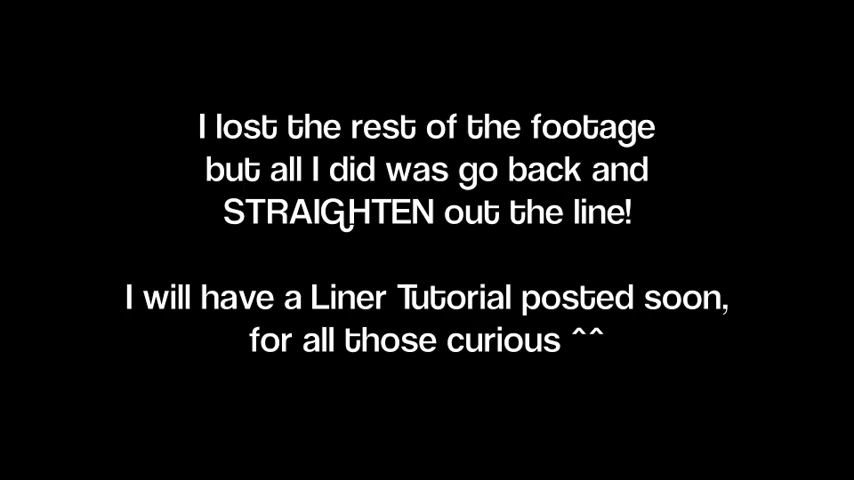 I lost the rest of the footage
but all I did was go back and
STRAIGHTEN out the line!
I will have a Liner Tutorial posted soon,
for all those curious ^^